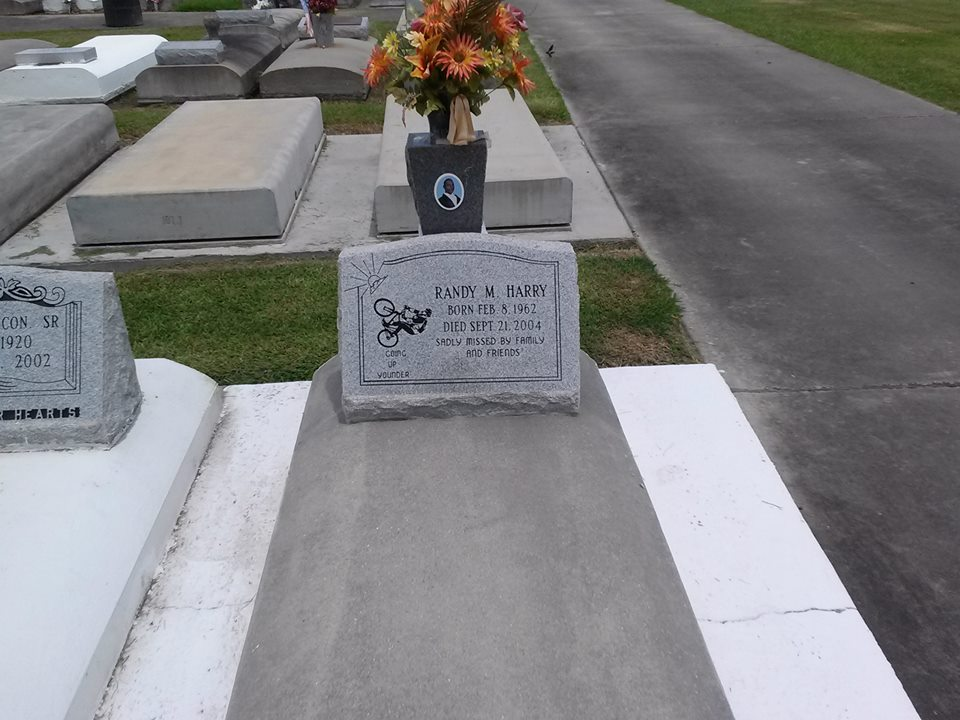 RANDY M. HARRY
BORN FEB. 8, 1962
DIED SEPT. 21, 2004
SADLY MISSED BY FAMILY
AND FRIENDS
GOING
UP
YOUNDER
CON SR
1920
2002
HEARTS